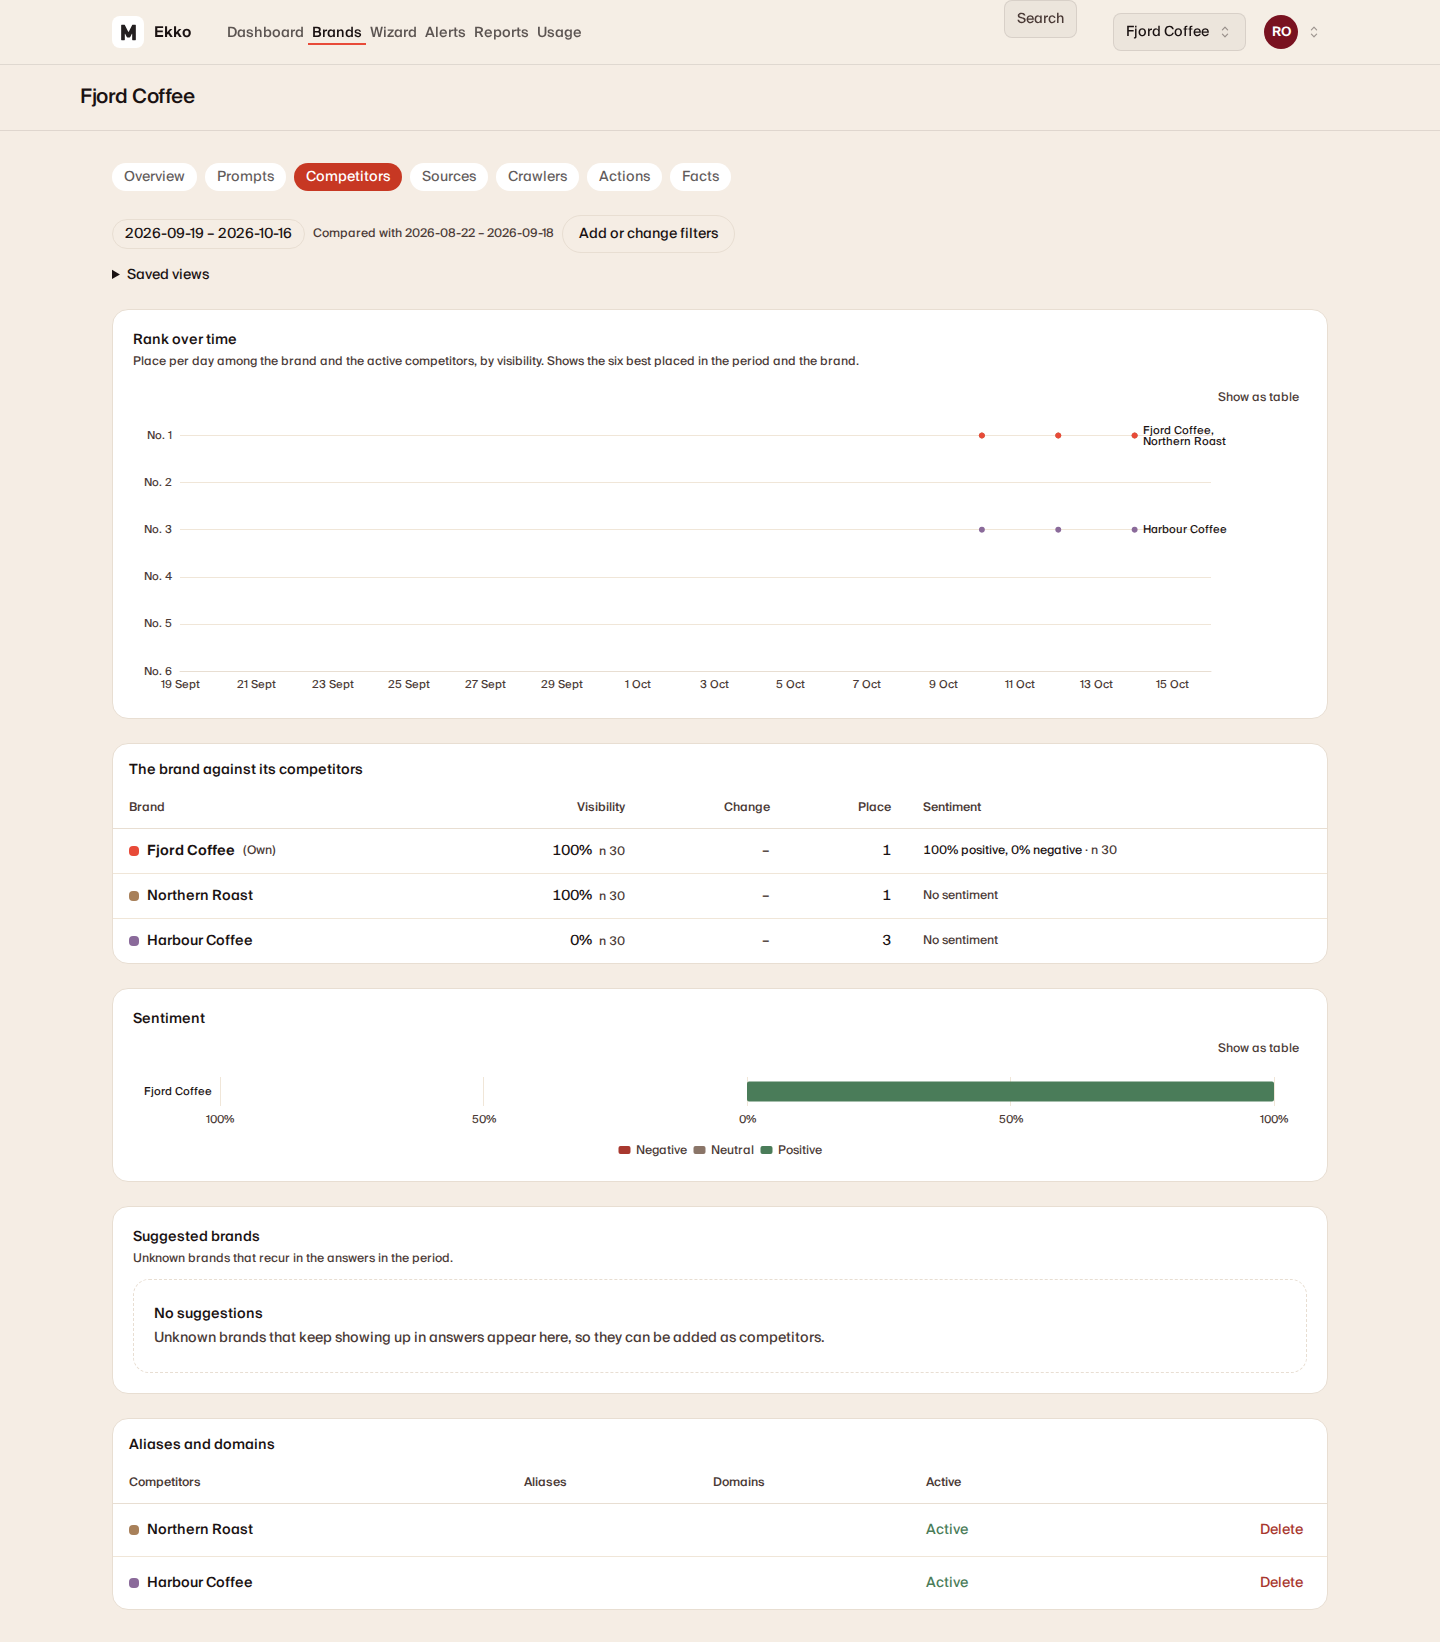 M Ekko Dashboard Brands Wizard Alerts Reports Usage Search Fjord Coffee RO
Fjord Coffee
Overview Prompts Competitors Sources Crawlers Actions Facts
2026-09-19 – 2026-10-16 Compared with 2026-08-22 – 2026-09-18 Add or change filters
Saved views
Rank over time
Place per day among the brand and the active competitors, by visibility. Shows the six best placed in the period and the brand.
Show as table
No. 1
Fjord Coffee,
Northern Roast
No. 2
No. 3 Harbour Coffee
No. 4
No. 5
No. 6
19 Sept 21 Sept 23 Sept 25 Sept 27 Sept 29 Sept 1 Oct 3 Oct 5 Oct 7 Oct 9 Oct 11 Oct 13 Oct 15 Oct
The brand against its competitors
Brand Visibility Change Place Sentiment
Fjord Coffee (Own) 100% n 30 – 1 100% positive, 0% negative · n 30
Northern Roast 100% n 30 – 1 No sentiment
Harbour Coffee 0% n 30 – 3 No sentiment
Sentiment
Show as table
Fjord Coffee
100% 50% 0% 50% 100%
Negative Neutral Positive
Suggested brands
Unknown brands that recur in the answers in the period.
No suggestions
Unknown brands that keep showing up in answers appear here, so they can be added as competitors.
Aliases and domains
Competitors Aliases Domains Active
Northern Roast Active Delete
Harbour Coffee Active Delete